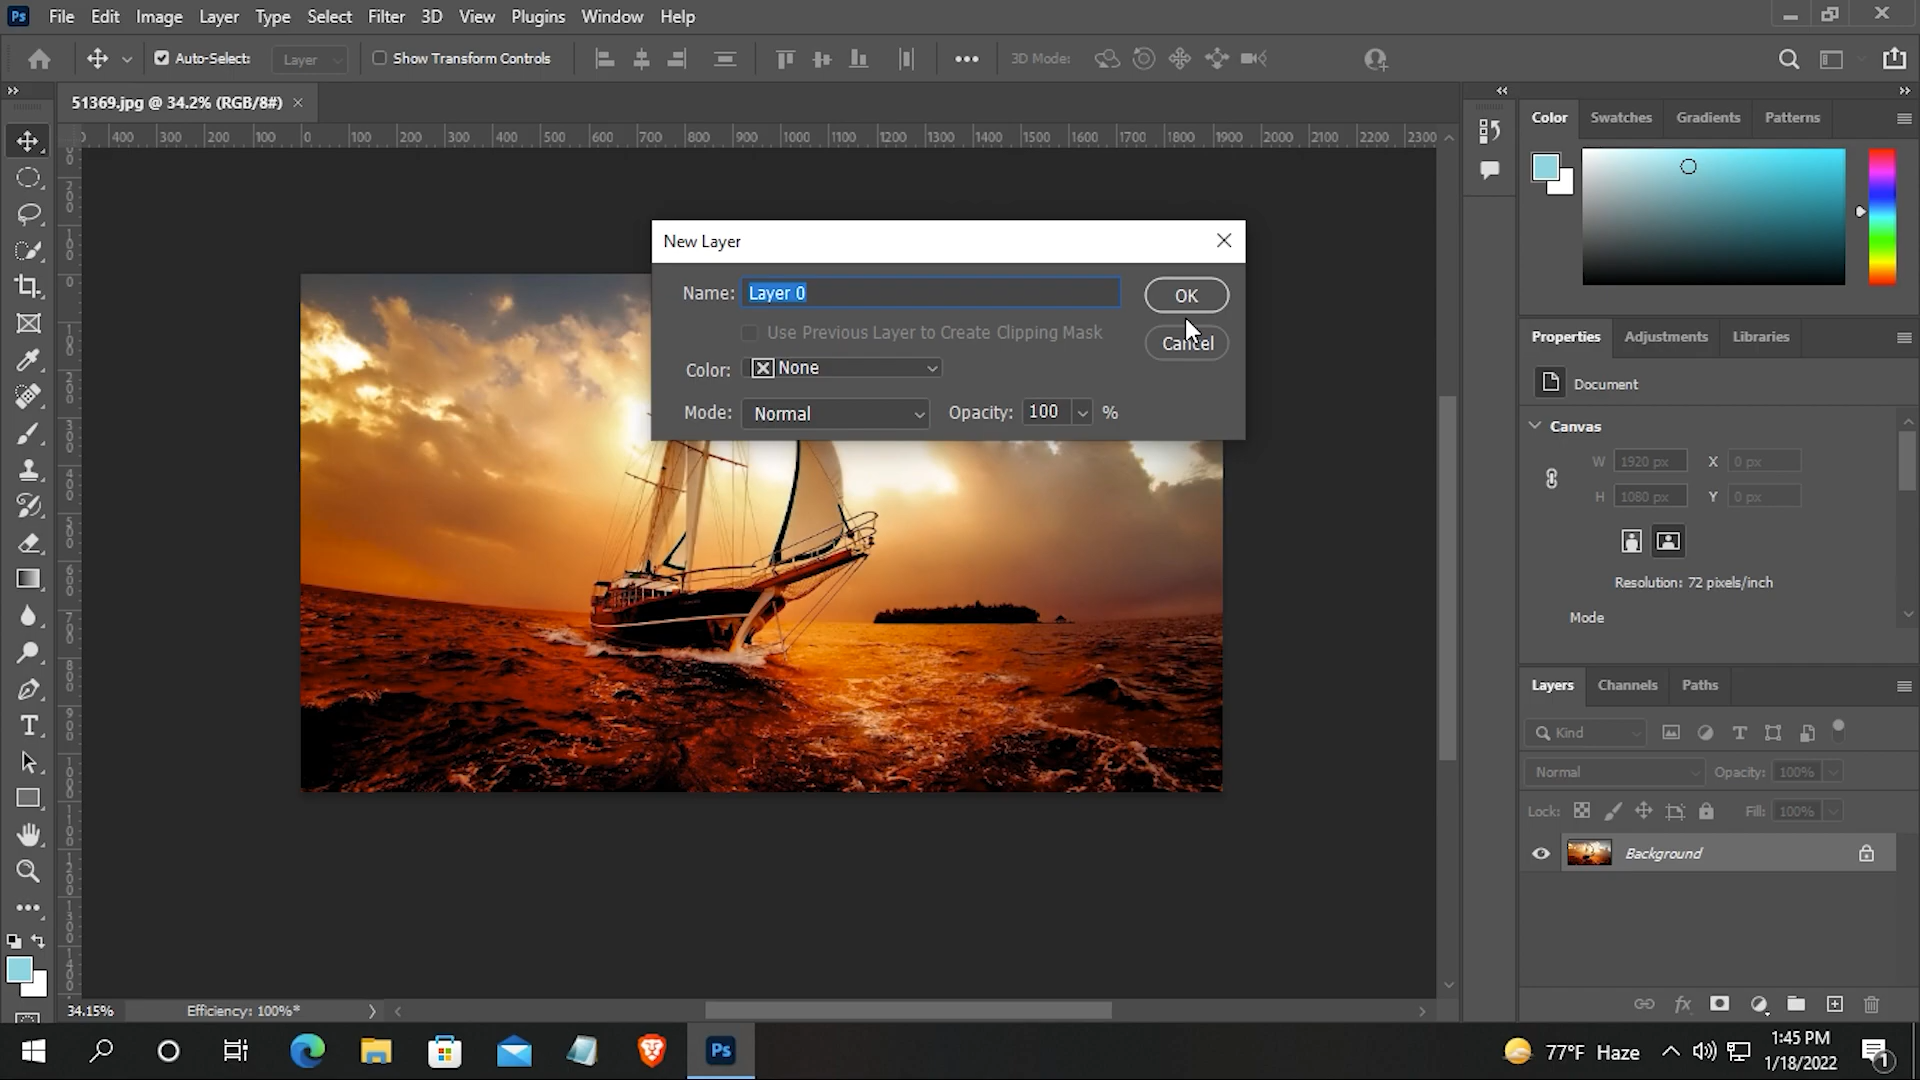 Ps File Edit Image Layer Type Select Filter 3D View Plugins Window Help
Auto-Select: Layer Show Transform Controls 3D Mode:
51369.jpg @ 34.2% (RGB/8#)
400 300 200 100 0 100 200 300 400 500 600 700 800 900 1000 1100 1200 1300 1400 1500 1600 1700 1800 1900 2000 2100 2200 2300
Color Swatches Gradients Patterns
New Layer
Name: Layer 0 OK
Use Previous Layer to Create Clipping Mask Cancel
Color: None
Mode: Normal Opacity: 100 %
Properties Adjustments Libraries
Document
Canvas
W 1920 px X 0 px
H 1080 px Y 0 px
Resolution: 72 pixels/inch
Mode
Layers Channels Paths
Kind
Normal Opacity: 100%
Lock: Fill: 100%
Background
fx
34.15% Efficiency: 100%*
Ps
77°F Haze
1:45 PM
1/18/2022
1